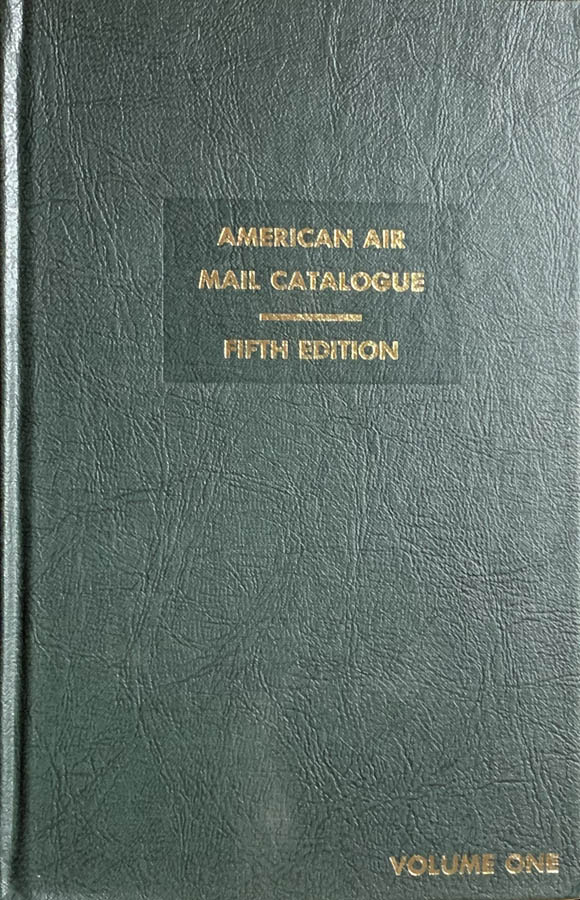 AMERICAN AIR
MAIL CATALOGUE
FIFTH EDITION
VOLUME ONE